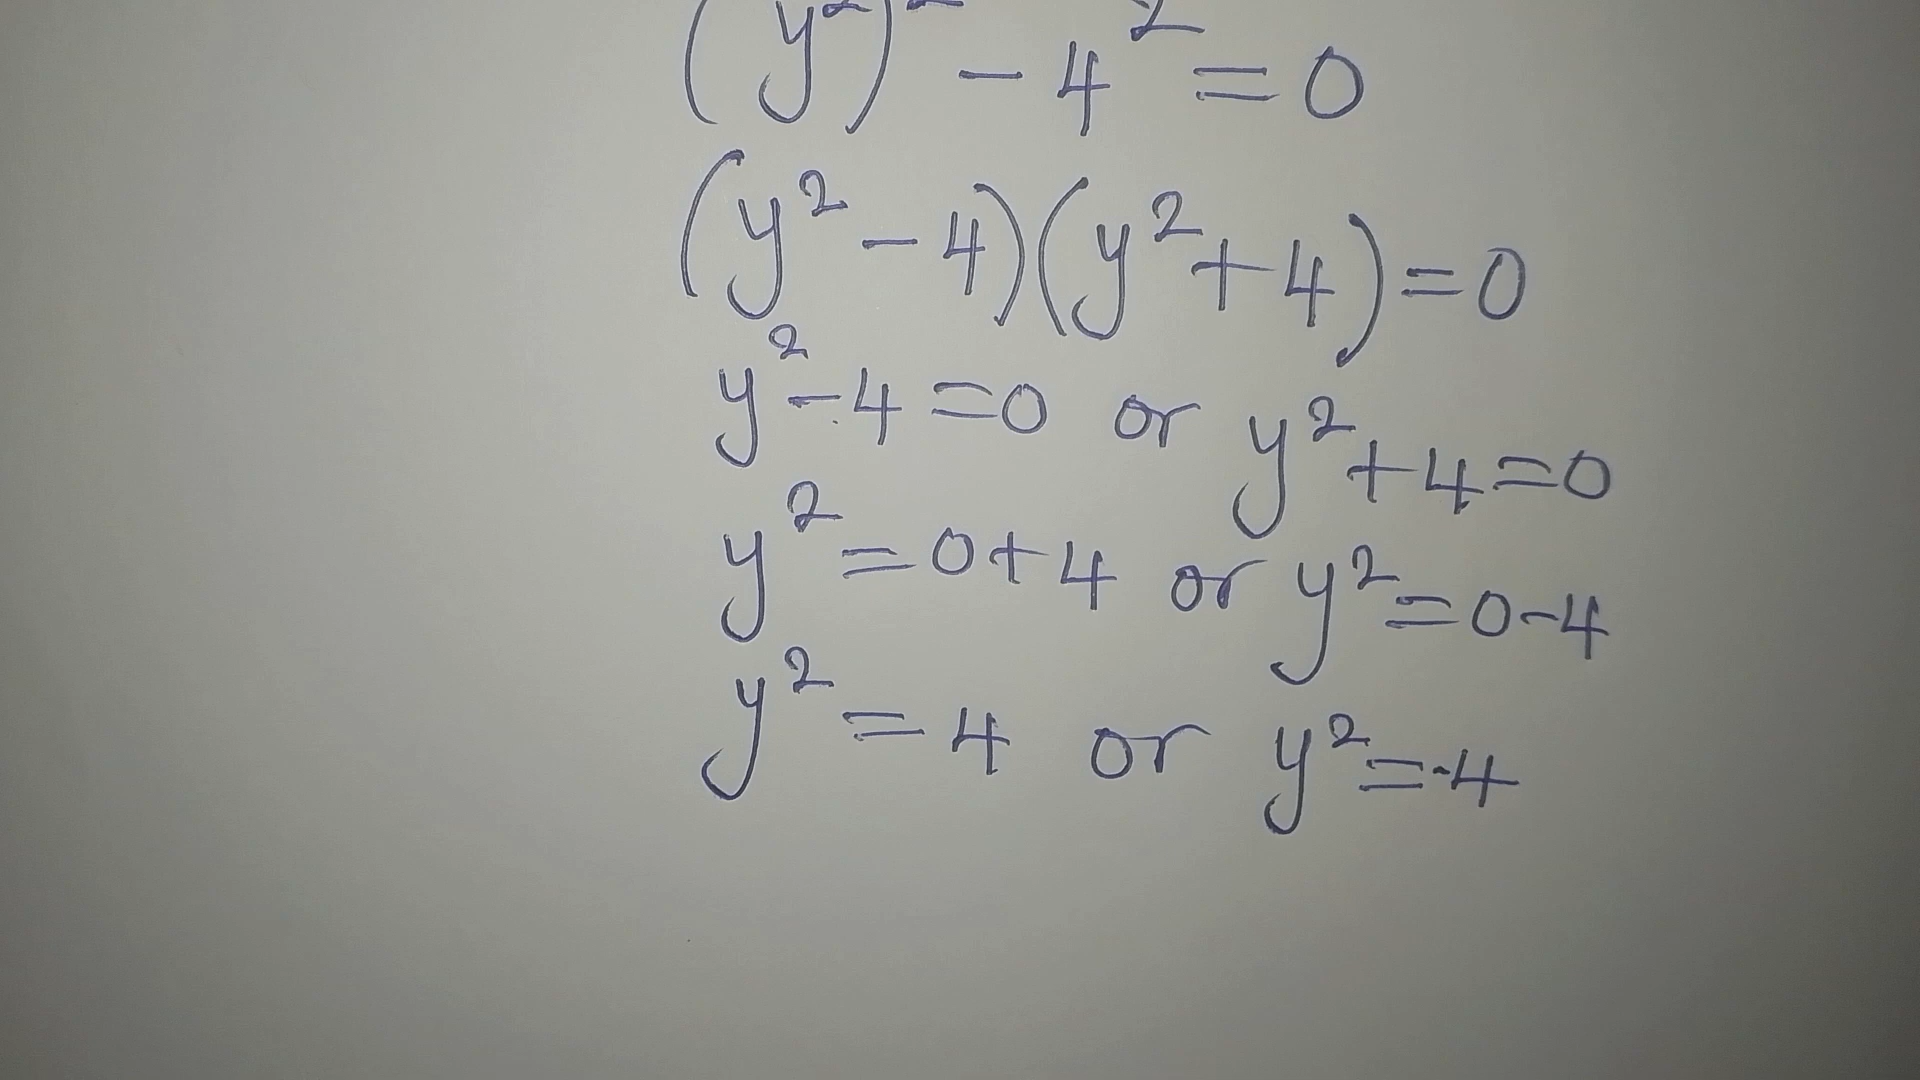 (y²)² - 4² = 0
(y² - 4)(y² + 4) = 0
y² - 4 = 0 or y² + 4 = 0
y² = 0 + 4 or y² = 0 - 4
y² = 4 or y² = -4